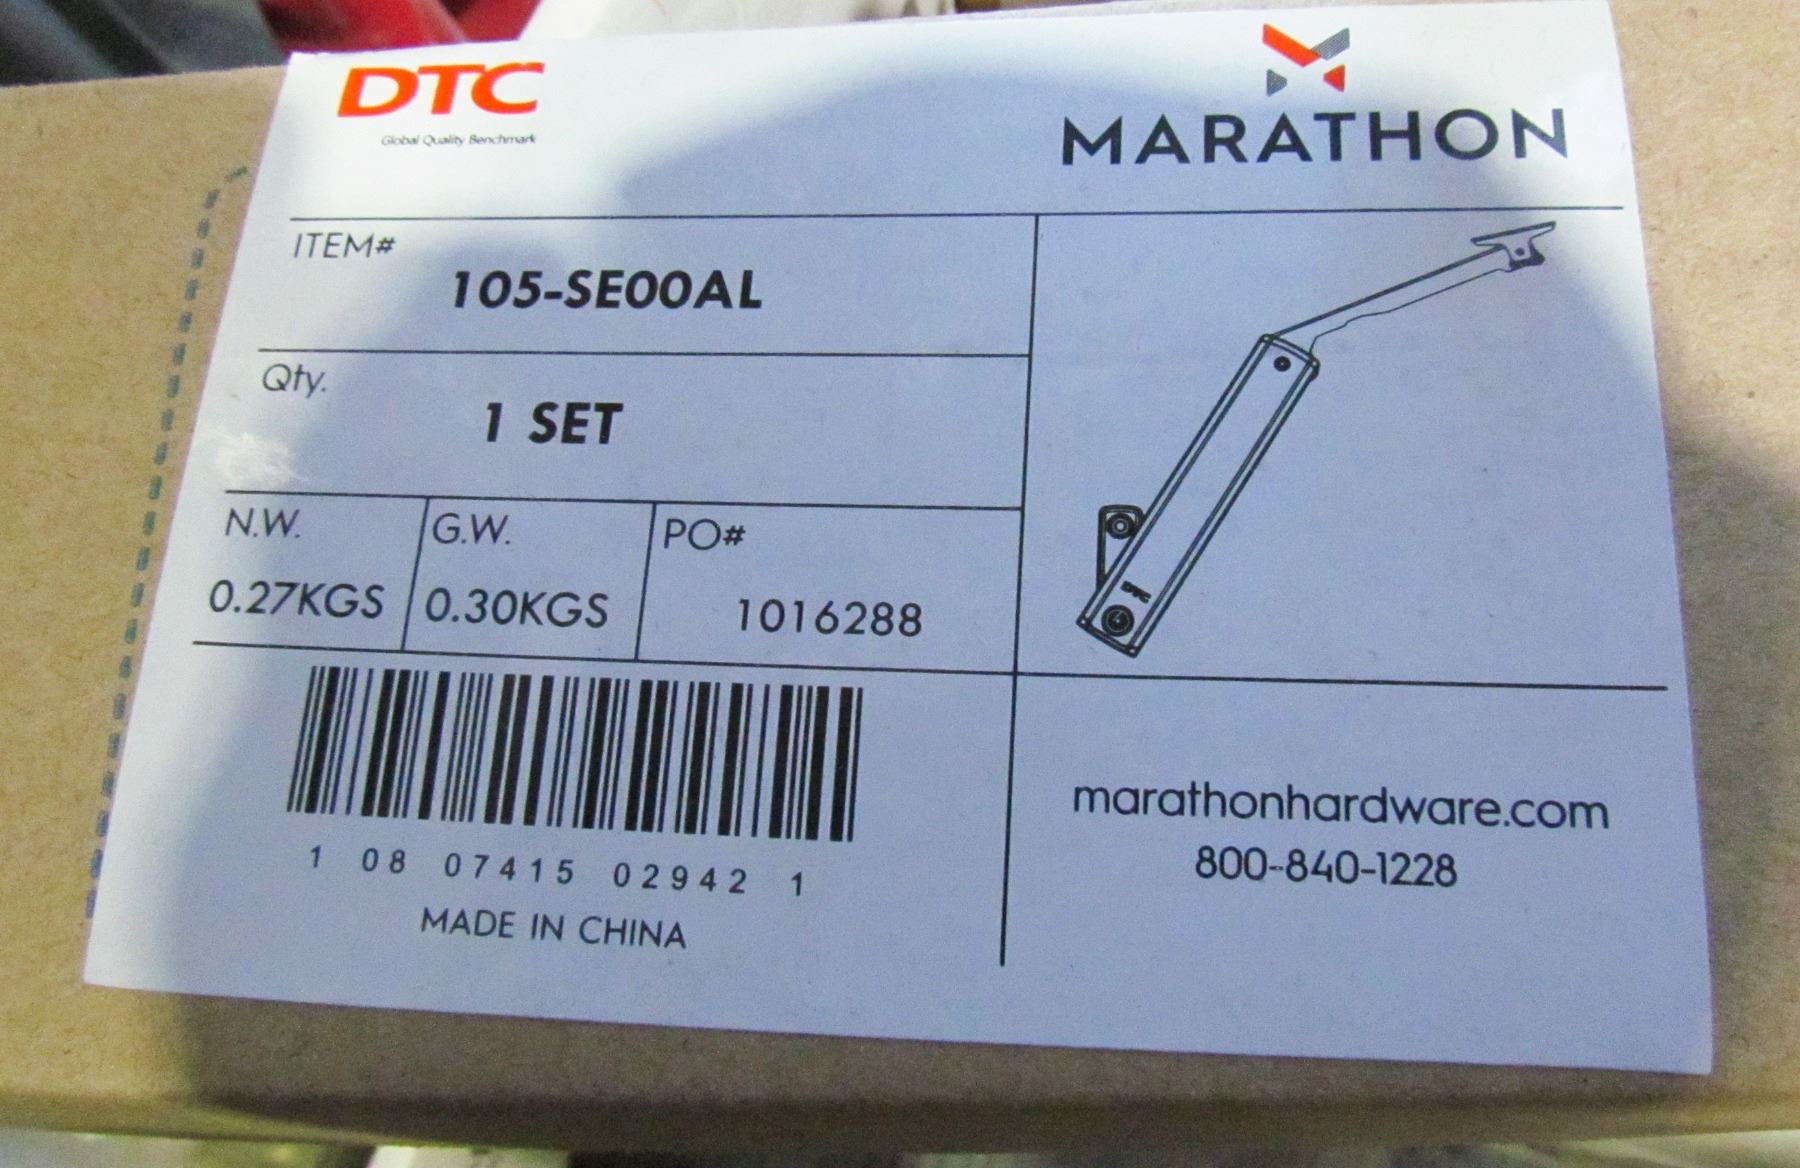 DTC
Global Quality Benchmark
MARATHON
ITEM#
105-SE00AL
Qty.
1 SET
N.W.
0.27KGS
G.W.
0.30KGS
PO#
1016288
DTC
1 08 07415 02942 1
MADE IN CHINA
marathonhardware.com
800-840-1228